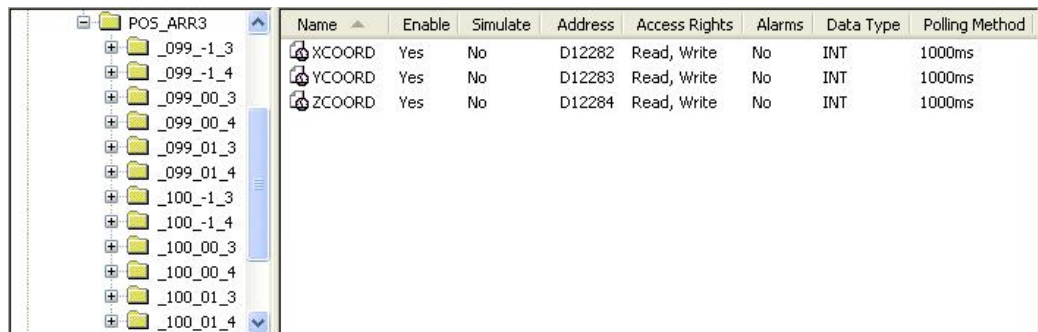 POS_ARR3
_099_-1_3
_099_-1_4
_099_00_3
_099_00_4
_099_01_3
_099_01_4
_100_-1_3
_100_-1_4
_100_00_3
_100_00_4
_100_01_3
_100_01_4
Name Enable Simulate Address Access Rights Alarms Data Type Polling Method
XCOORD Yes No D12282 Read, Write No INT 1000ms
YCOORD Yes No D12283 Read, Write No INT 1000ms
ZCOORD Yes No D12284 Read, Write No INT 1000ms